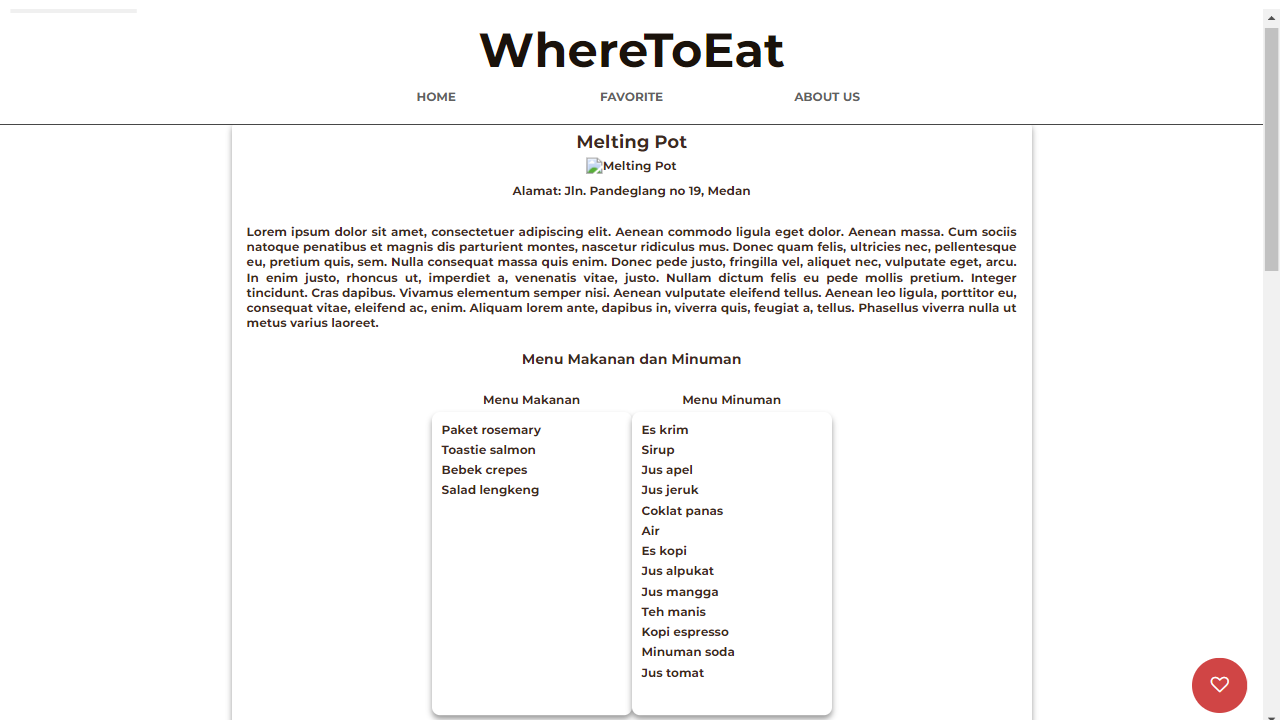 WhereToEat
HOME FAVORITE ABOUT US
Melting Pot
Melting Pot
Alamat: Jln. Pandeglang no 19, Medan
Lorem ipsum dolor sit amet, consectetuer adipiscing elit. Aenean commodo ligula eget dolor. Aenean massa. Cum sociis
natoque penatibus et magnis dis parturient montes, nascetur ridiculus mus. Donec quam felis, ultricies nec, pellentesque
eu, pretium quis, sem. Nulla consequat massa quis enim. Donec pede justo, fringilla vel, aliquet nec, vulputate eget, arcu.
In enim justo, rhoncus ut, imperdiet a, venenatis vitae, justo. Nullam dictum felis eu pede mollis pretium. Integer
tincidunt. Cras dapibus. Vivamus elementum semper nisi. Aenean vulputate eleifend tellus. Aenean leo ligula, porttitor eu,
consequat vitae, eleifend ac, enim. Aliquam lorem ante, dapibus in, viverra quis, feugiat a, tellus. Phasellus viverra nulla ut
metus varius laoreet.
Menu Makanan dan Minuman
Menu Makanan
Paket rosemary
Toastie salmon
Bebek crepes
Salad lengkeng
Menu Minuman
Es krim
Sirup
Jus apel
Jus jeruk
Coklat panas
Air
Es kopi
Jus alpukat
Jus mangga
Teh manis
Kopi espresso
Minuman soda
Jus tomat